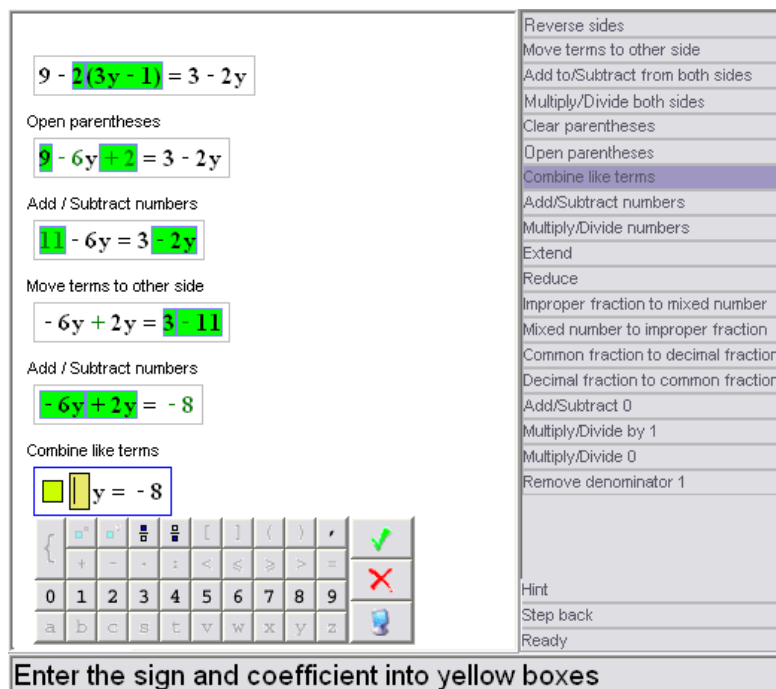 9 - 2(3y - 1) = 3 - 2y
Open parentheses
9 - 6y + 2 = 3 - 2y
Add / Subtract numbers
11 - 6y = 3 - 2y
Move terms to other side
- 6y + 2y = 3 - 11
Add / Subtract numbers
- 6y + 2y = - 8
Combine like terms
y = - 8
{ [ ] ( ) ,
+ - · : < ⩽ ⩾ > =
0 1 2 3 4 5 6 7 8 9
a b c s t v w x y z
Reverse sides
Move terms to other side
Add to/Subtract from both sides
Multiply/Divide both sides
Clear parentheses
Open parentheses
Combine like terms
Add/Subtract numbers
Multiply/Divide numbers
Extend
Reduce
Improper fraction to mixed number
Mixed number to improper fraction
Common fraction to decimal fraction
Decimal fraction to common fraction
Add/Subtract 0
Multiply/Divide by 1
Multiply/Divide 0
Remove denominator 1
Hint
Step back
Ready
Enter the sign and coefficient into yellow boxes